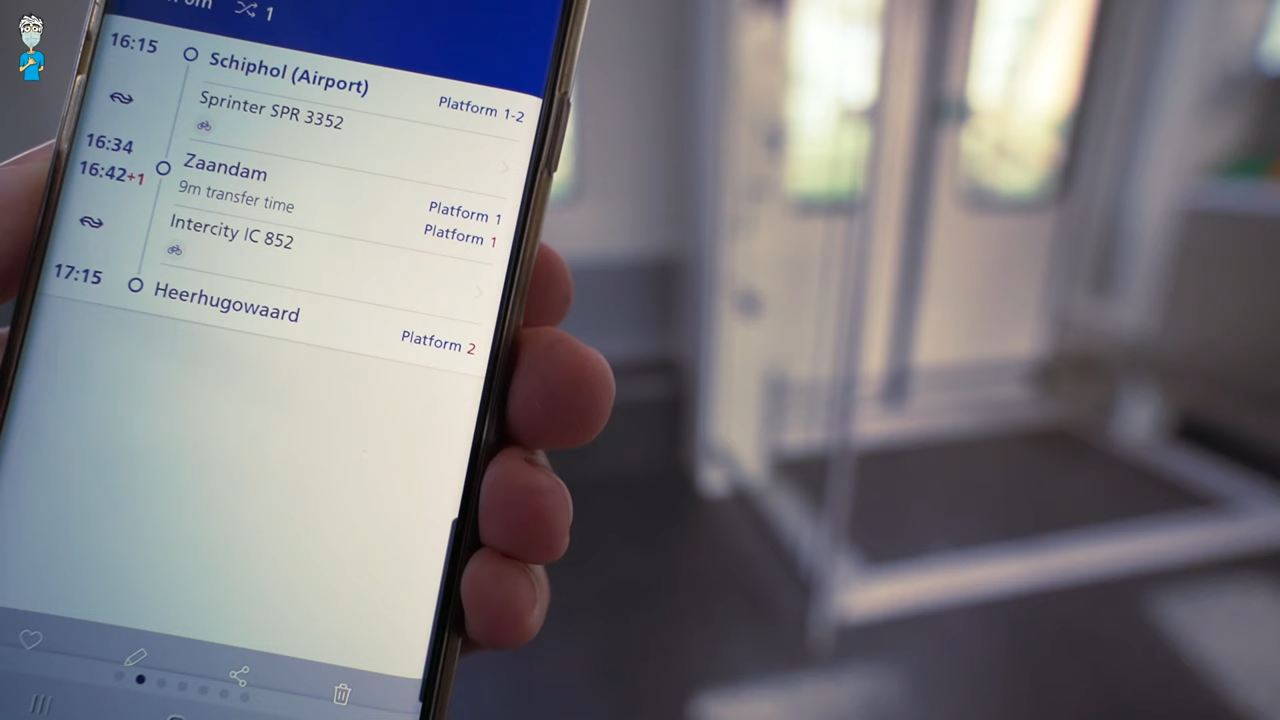 1
16:15 Schiphol (Airport)
Platform 1-2
Sprinter SPR 3352
16:34 Zaandam
Platform 1
16:42 +1 9m transfer time
Platform 1
Intercity IC 852
17:15 Heerhugowaard
Platform 2